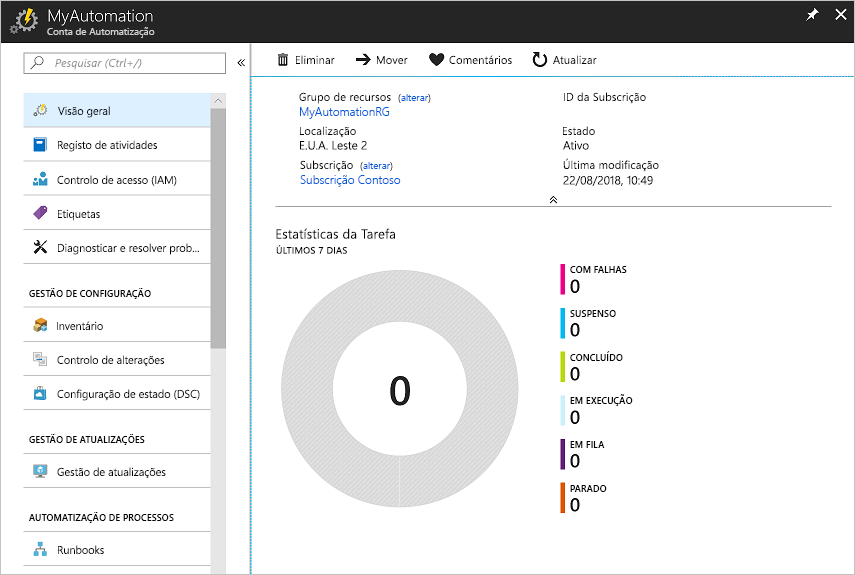 MyAutomation
Conta de Automatização
Pesquisar (Ctrl+/)
Visão geral
Registo de atividades
Controlo de acesso (IAM)
Etiquetas
Diagnosticar e resolver prob...
GESTÃO DE CONFIGURAÇÃO
Inventário
Controlo de alterações
Configuração de estado (DSC)
GESTÃO DE ATUALIZAÇÕES
Gestão de atualizações
AUTOMATIZAÇÃO DE PROCESSOS
Runbooks
Eliminar Mover Comentários Atualizar
Grupo de recursos (alterar)
MyAutomationRG
Localização
E.U.A. Leste 2
Subscrição (alterar)
Subscrição Contoso
ID da Subscrição
Estado
Ativo
Última modificação
22/08/2018, 10:49
Estatísticas da Tarefa
ÚLTIMOS 7 DIAS
0
COM FALHAS
0
SUSPENSO
0
CONCLUÍDO
0
EM EXECUÇÃO
0
EM FILA
0
PARADO
0